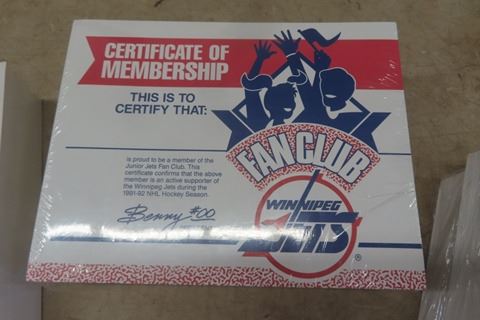 CERTIFICATE OF
MEMBERSHIP
THIS IS TO
CERTIFY THAT:
is proud to be a member of the
Junior Jets Fan Club. This
certificate confirms that the above
member is an active supporter of
the Winnipeg Jets during the
1991-92 NHL Hockey Season.
Benny #00
FAN CLUB
WINNIPEG
JETS
®